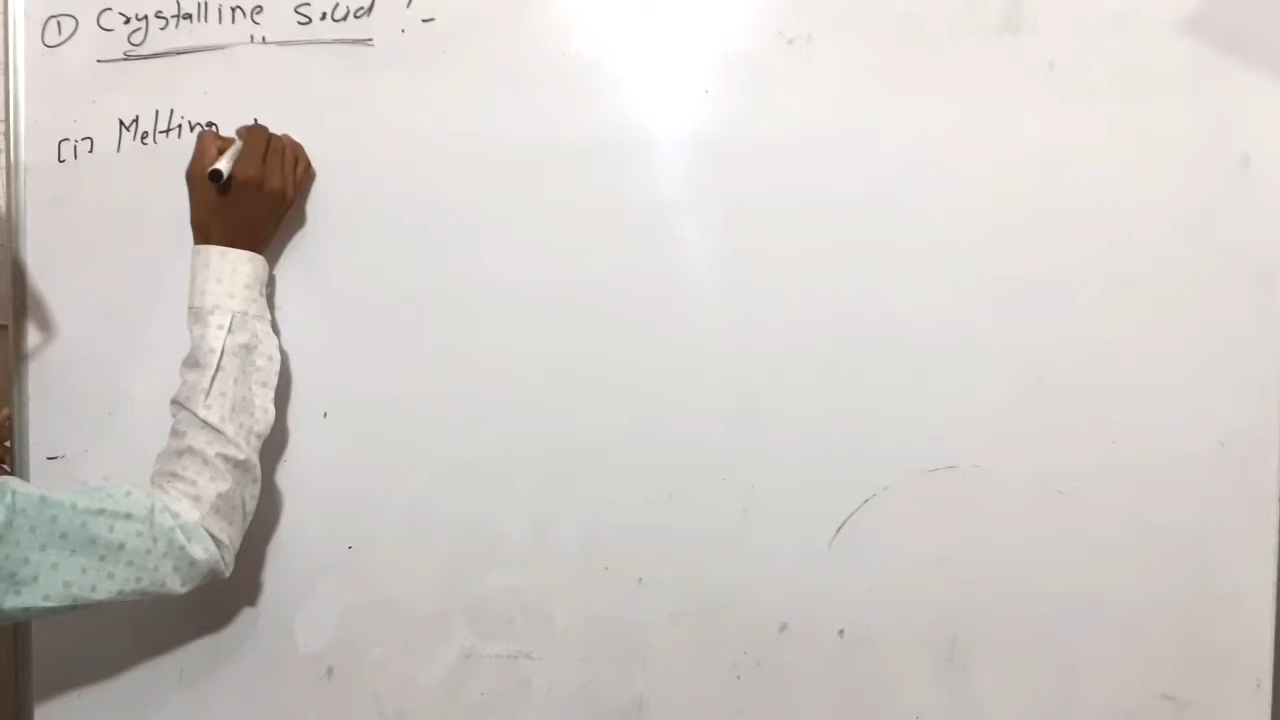 ① Crystalline Solid :-
[i] Melting